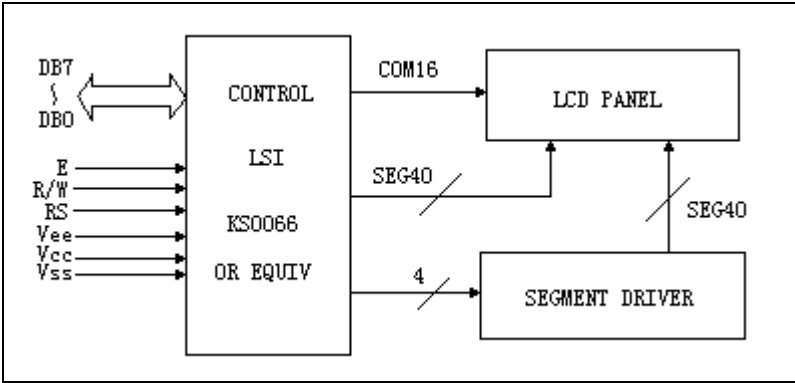 DB7
DB0
E
R/W
RS
Vee
Vcc
Vss
CONTROL
LSI
KS0066
OR EQUIV
COM16
SEG40
4
LCD PANEL
SEG40
SEGMENT DRIVER